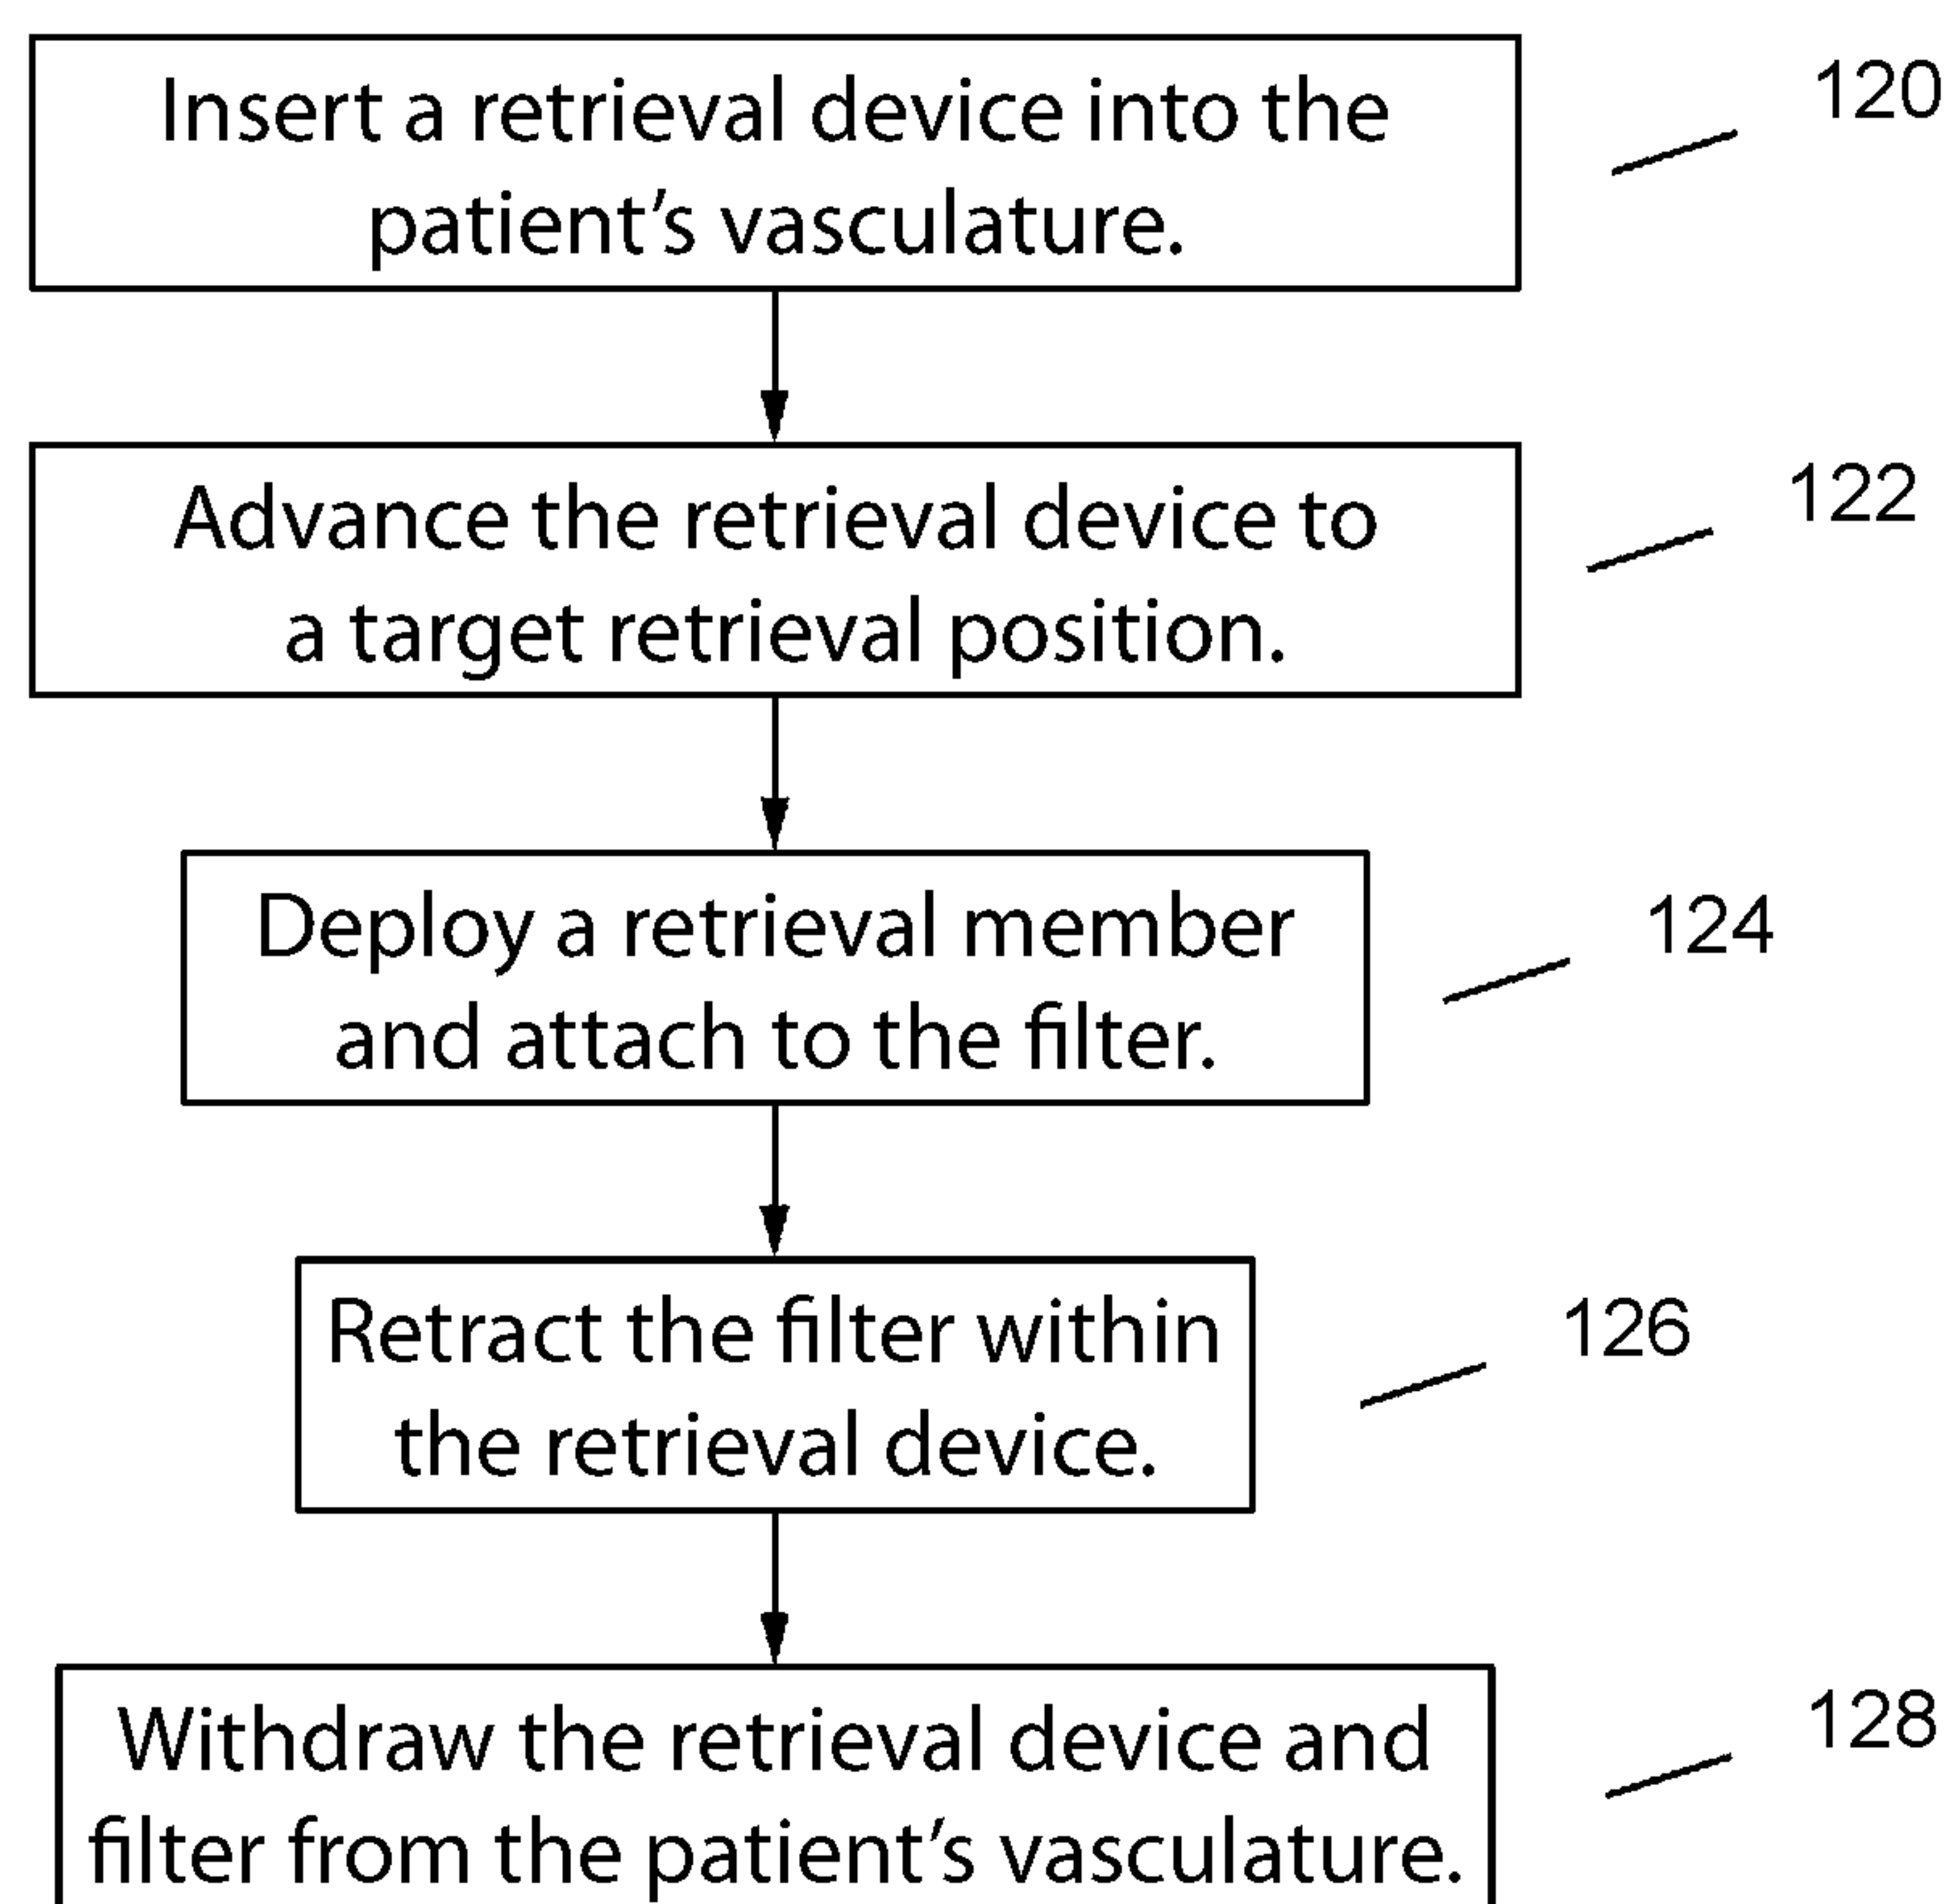 Insert a retrieval device into the
patient’s vasculature.
120
Advance the retrieval device to
a target retrieval position.
122
Deploy a retrieval member
and attach to the filter.
124
Retract the filter within
the retrieval device.
126
Withdraw the retrieval device and
filter from the patient’s vasculature.
128